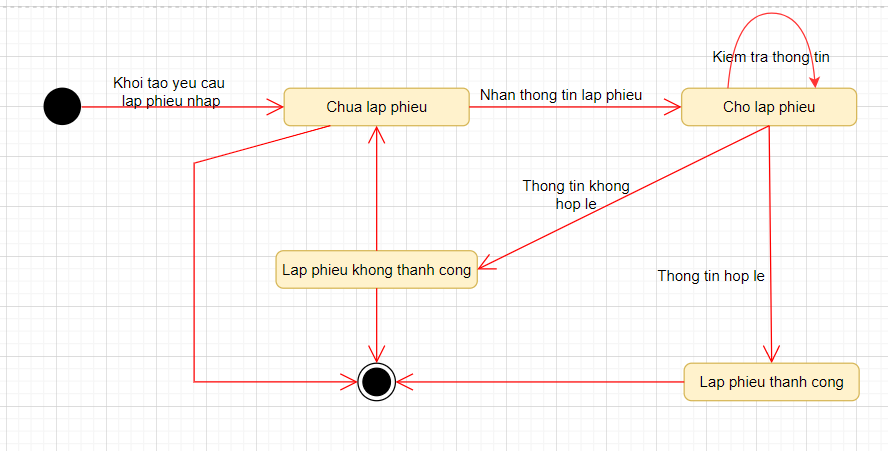 Kiem tra thong tin
Khoi tao yeu cau
lap phieu nhap
Chua lap phieu
Nhan thong tin lap phieu
Cho lap phieu
Thong tin khong
hop le
Lap phieu khong thanh cong
Thong tin hop le
Lap phieu thanh cong